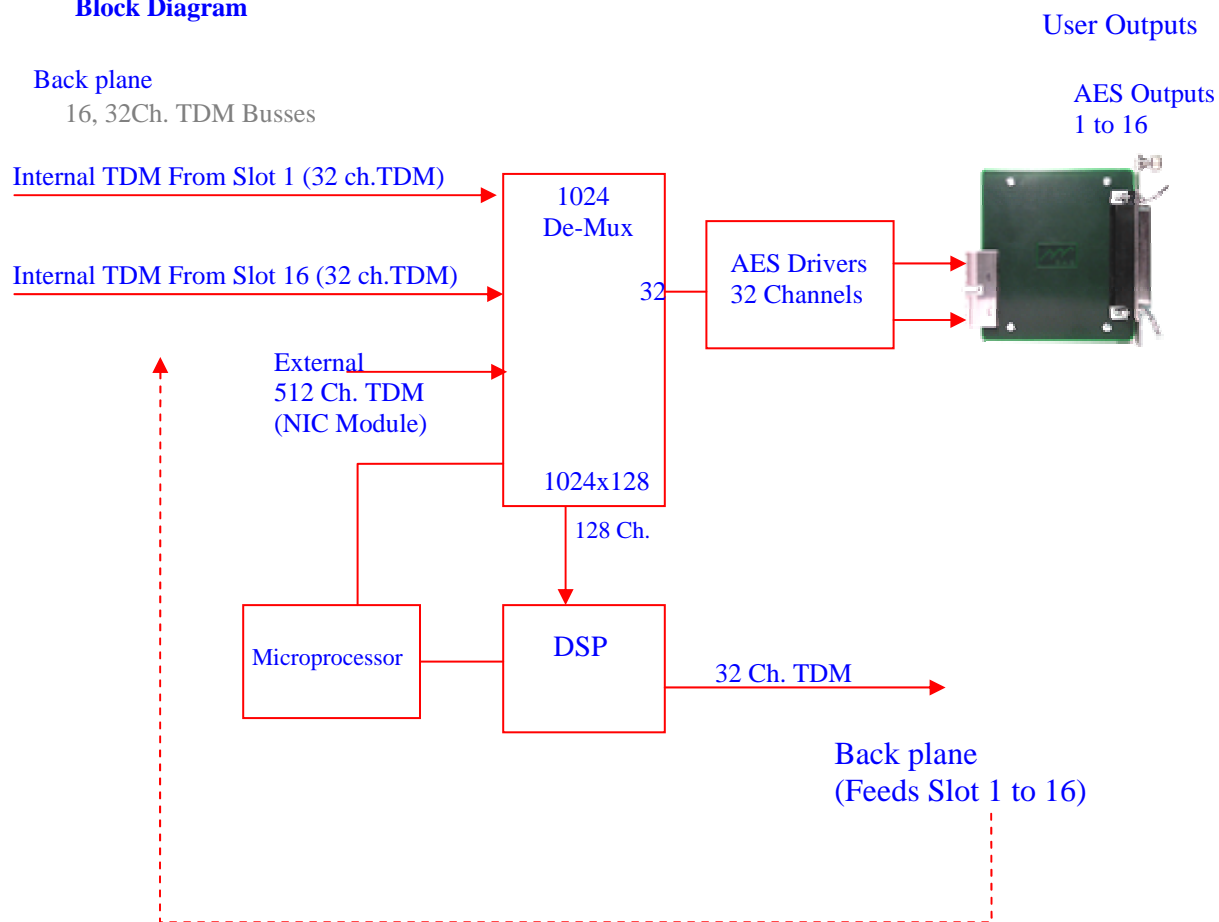 Block Diagram
User Outputs
Back plane
16, 32Ch. TDM Busses
AES Outputs
1 to 16
Internal TDM From Slot 1 (32 ch.TDM)
1024
De-Mux
Internal TDM From Slot 16 (32 ch.TDM)
32
AES Drivers
32 Channels
External
512 Ch. TDM
(NIC Module)
1024x128
128 Ch.
Microprocessor
DSP
32 Ch. TDM
Back plane
(Feeds Slot 1 to 16)